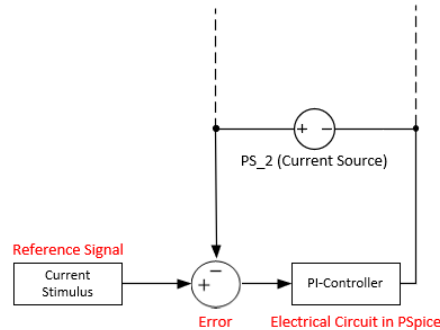 + −
PS_2 (Current Source)
Reference Signal
Current
Stimulus
−
+
PI-Controller
Error
Electrical Circuit in PSpice